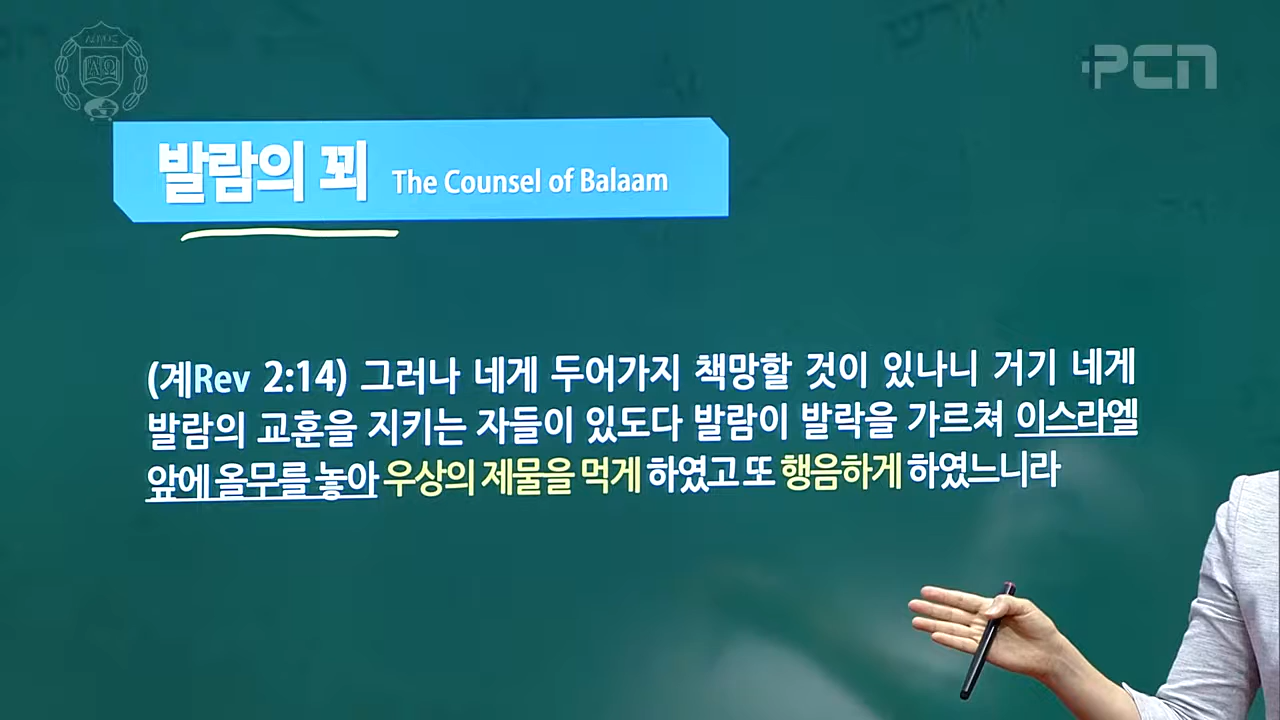 PCN
ΛΟΓΟΣ
ΑΩ
발람의 꾀 The Counsel of Balaam
(계Rev 2:14) 그러나 네게 두어가지 책망할 것이 있나니 거기 네게
발람의 교훈을 지키는 자들이 있도다 발람이 발락을 가르쳐 이스라엘
앞에 올무를 놓아 우상의 제물을 먹게 하였고 또 행음하게 하였느니라